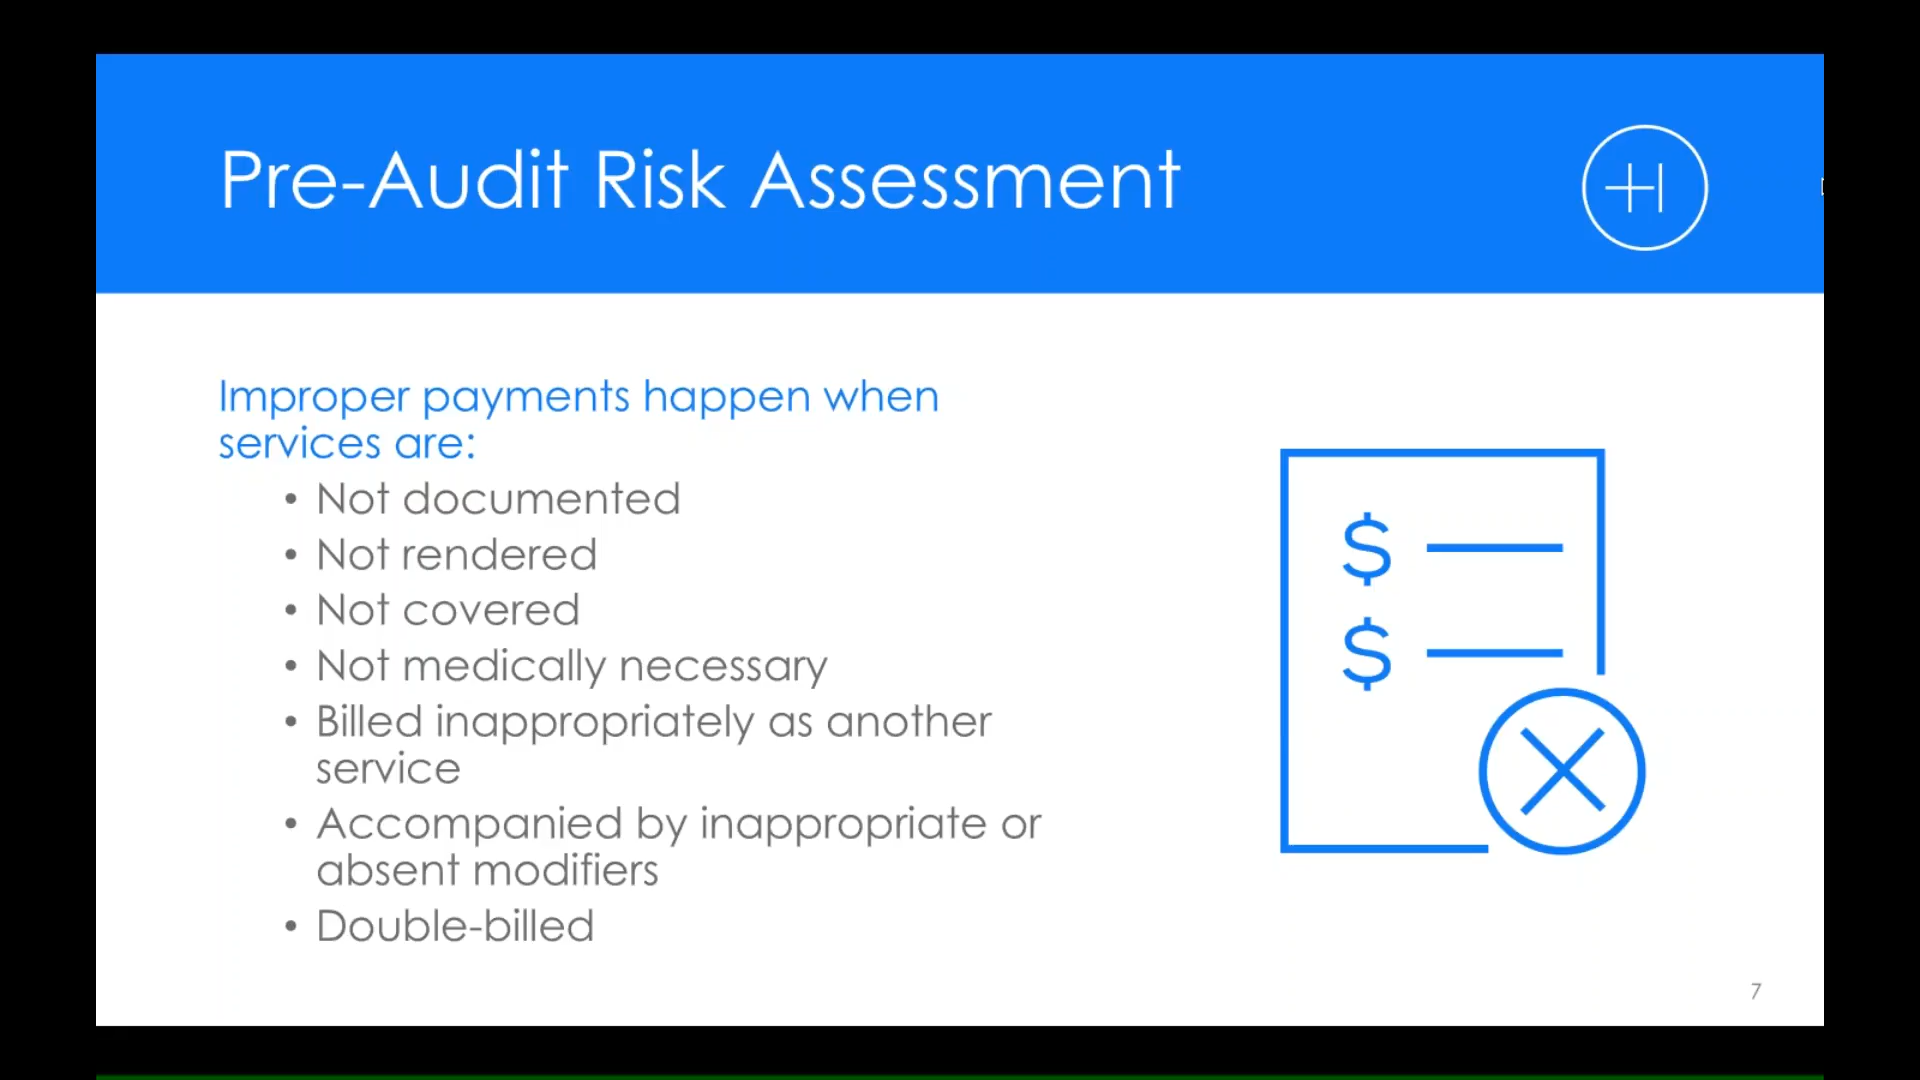 Pre-Audit Risk Assessment
Improper payments happen when
services are:
• Not documented
• Not rendered
• Not covered
• Not medically necessary
• Billed inappropriately as another
service
• Accompanied by inappropriate or
absent modifiers
• Double-billed
$
$
7